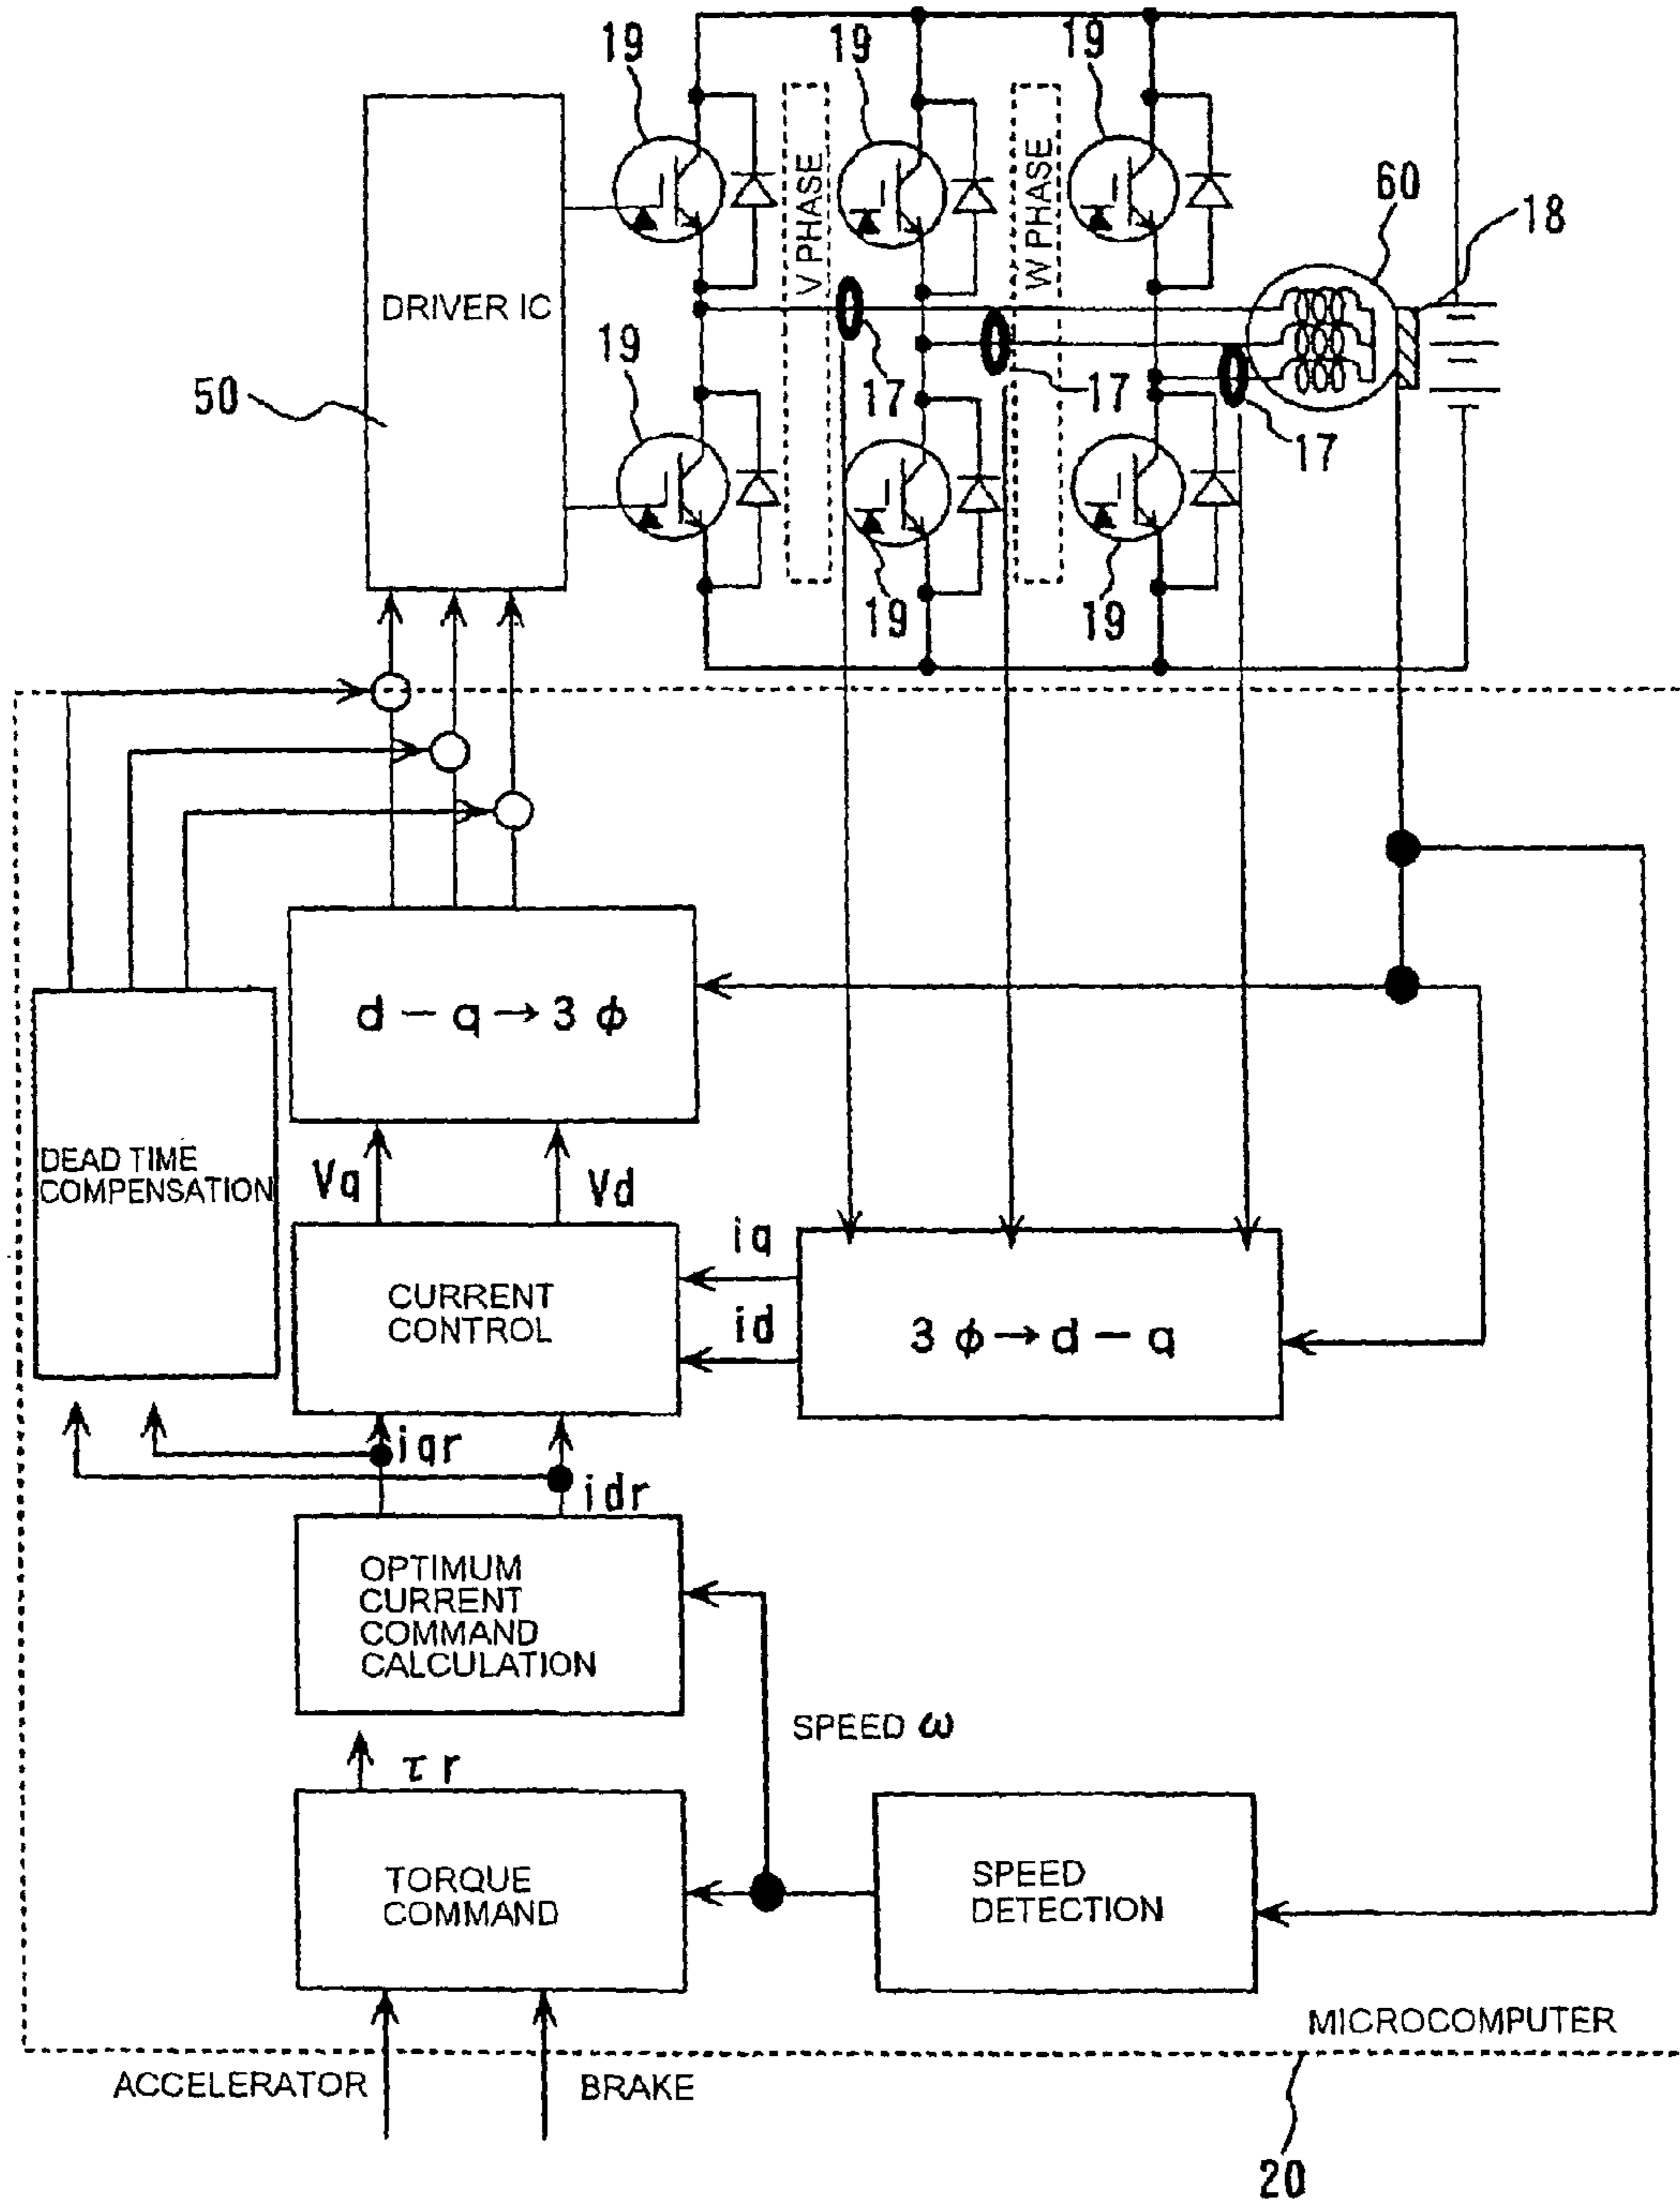 19
19
19
60
18
V PHASE
W PHASE
DRIVER IC
19
17
17
17
50
19
19
d－q→3 φ
DEAD TIME
COMPENSATION
Vq
Vd
iq
id
CURRENT
CONTROL
3 φ→d－q
iqr
idr
OPTIMUM
CURRENT
COMMAND
CALCULATION
SPEED ω
τr
TORQUE
COMMAND
SPEED
DETECTION
MICROCOMPUTER
ACCELERATOR
BRAKE
20